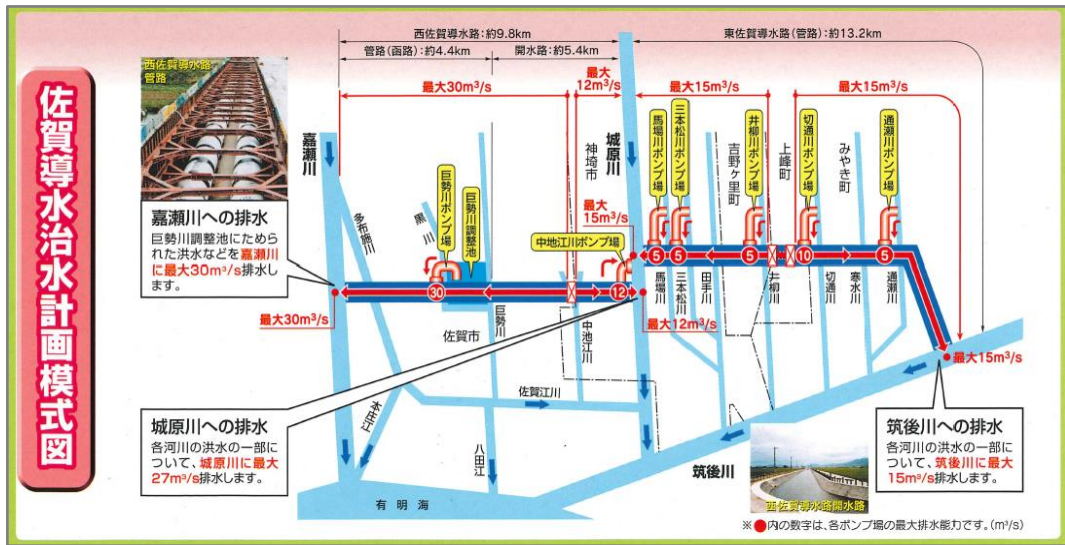 佐賀導水治水計画模式図
西佐賀導水路
管路
嘉瀬川への排水
巨勢川調整池にためら
れた洪水などを嘉瀬川
に最大30m³/s排水し
ます。
西佐賀導水路:約9.8km
東佐賀導水路(管路):約13.2km
管路(函路):約4.4km
開水路:約5.4km
最大30m³/s
最大
12m³/s
最大15m³/s
最大15m³/s
嘉瀬川
多布施川
黒川
巨勢川ポンプ場
巨勢川調整池
神埼市
城原川
馬場川ポンプ場
三本松川ポンプ場
吉野ヶ里町
井柳川ポンプ場
上峰町
切通川ポンプ場
みやき町
通瀬川ポンプ場
最大
15m³/s
中地江川ポンプ場
5
5
5
10
5
30
12
最大30m³/s
佐賀市
巨勢川
中地江川
最大12m³/s
馬場川
三本松川
田手川
井柳川
切通川
寒水川
通瀬川
最大15m³/s
佐賀江川
本庄江
八田江
筑後川
有明海
城原川への排水
各河川の洪水の一部に
ついて、城原川に最大
27m³/s排水します。
筑後川への排水
各河川の洪水の一部に
ついて、筑後川に最大
15m³/s排水します。
西佐賀導水路開水路
※●内の数字は、各ポンプ場の最大排水能力です。(m³/s)